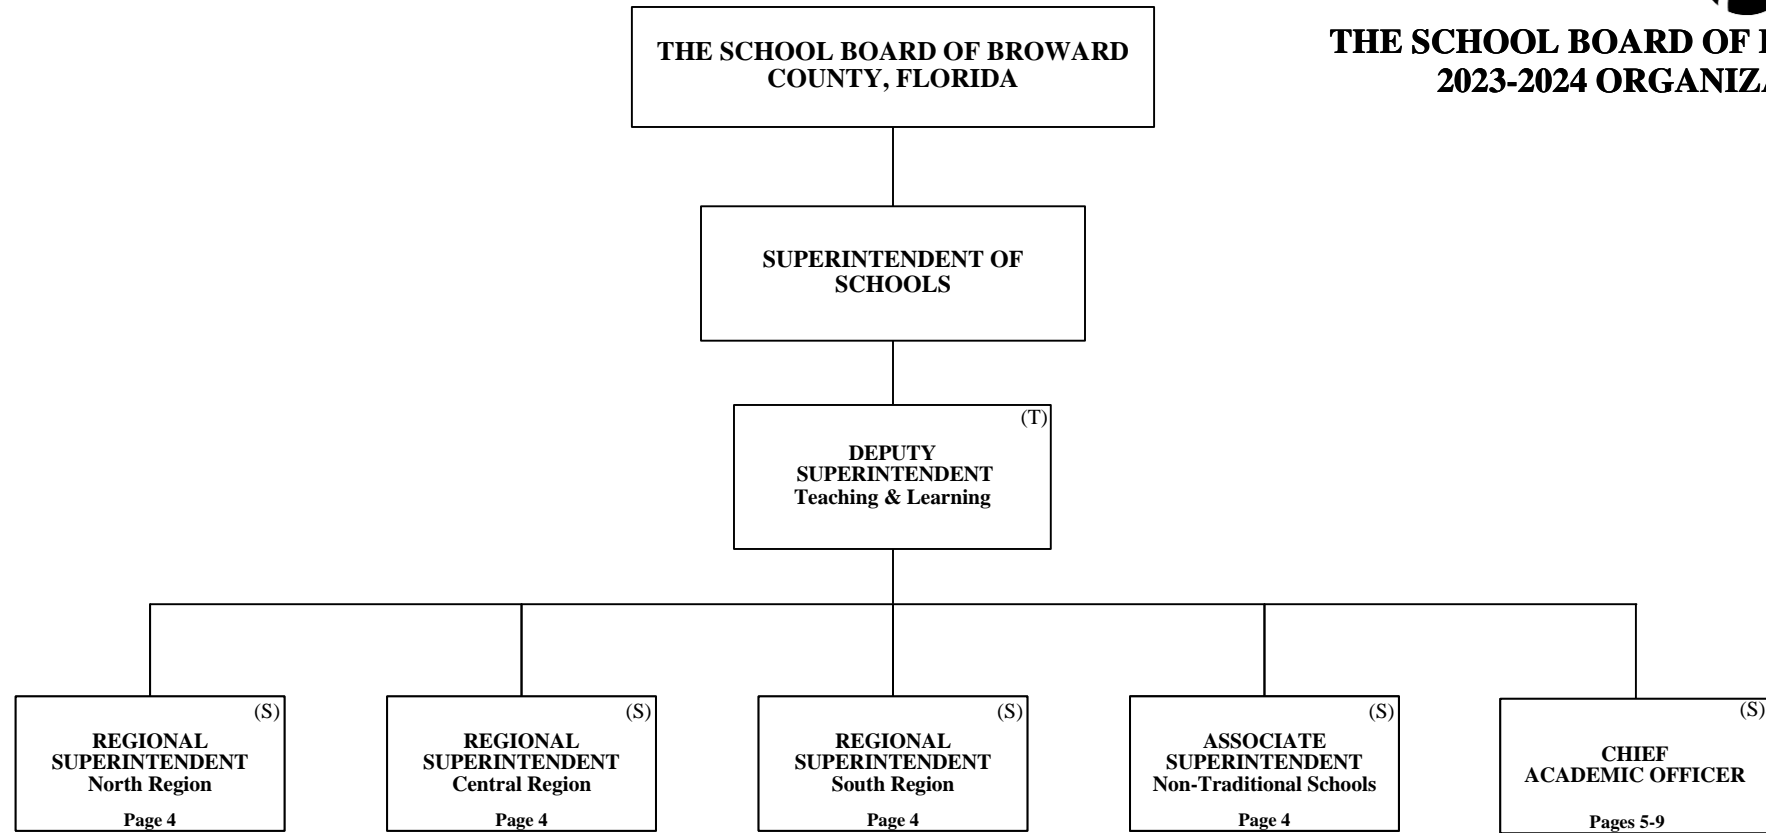 THE SCHOOL BOARD OF BROWARD
COUNTY, FLORIDA
THE SCHOOL BOARD OF
2023-2024
SUPERINTENDENT OF
SCHOOLS
(T)
DEPUTY
SUPERINTENDENT
Teaching & Learning
(S)
REGIONAL
SUPERINTENDENT
North Region
Page 4
(S)
REGIONAL
SUPERINTENDENT
Central Region
Page 4
(S)
REGIONAL
SUPERINTENDENT
South Region
Page 4
(S)
ASSOCIATE
SUPERINTENDENT
Non-Traditional Schools
Page 4
(S)
CHIEF
ACADEMIC OFFICER
Pages 5-9